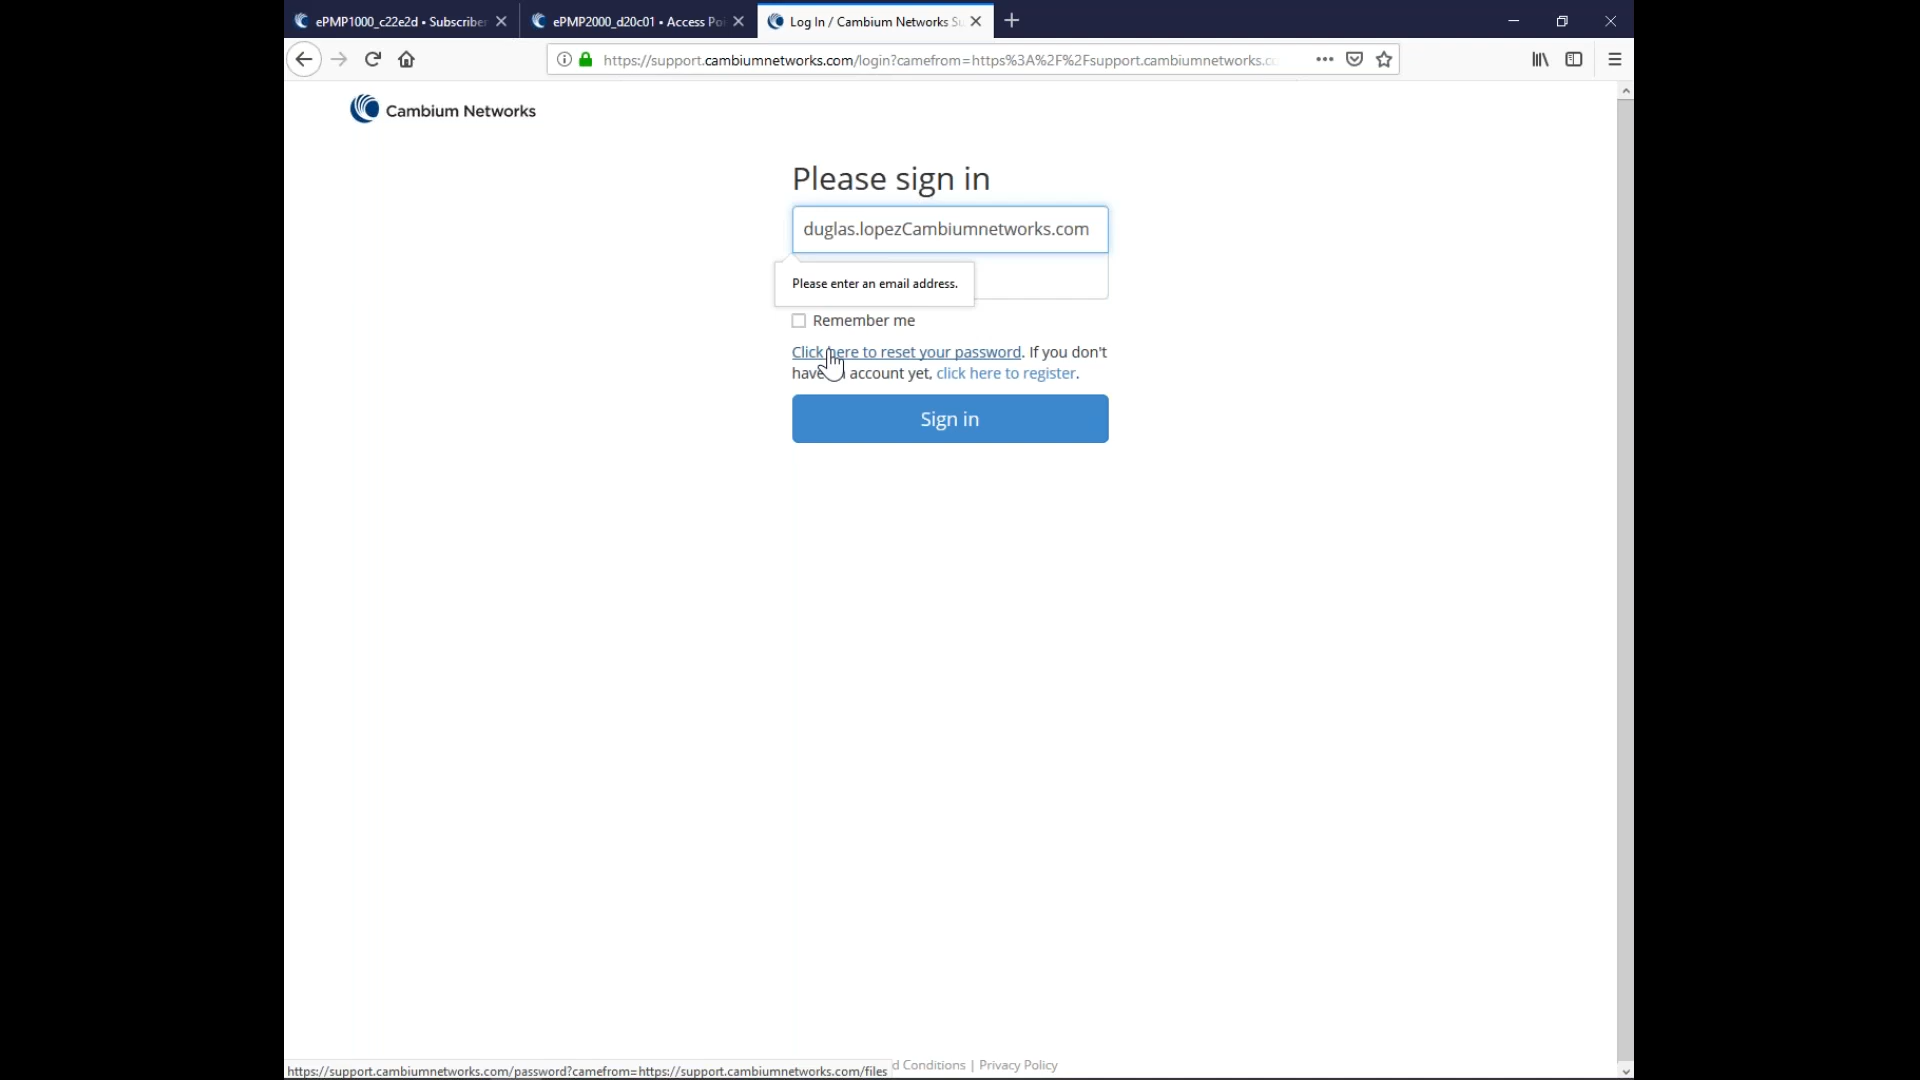 ePMP1000_c22e2d • Subscriber
ePMP2000_d20c01 • Access Poi
Log In / Cambium Networks Su
https://support.cambiumnetworks.com/login?camefrom=https%3A%2F%2Fsupport.cambiumnetworks.c
Cambium Networks
Please sign in
duglas.lopezCambiumnetworks.com
Please enter an email address.
Remember me
Click here to reset your password. If you don't
have account yet, click here to register.
Sign in
d Conditions | Privacy Policy
https://support.cambiumnetworks.com/password?camefrom=https://support.cambiumnetworks.com/files